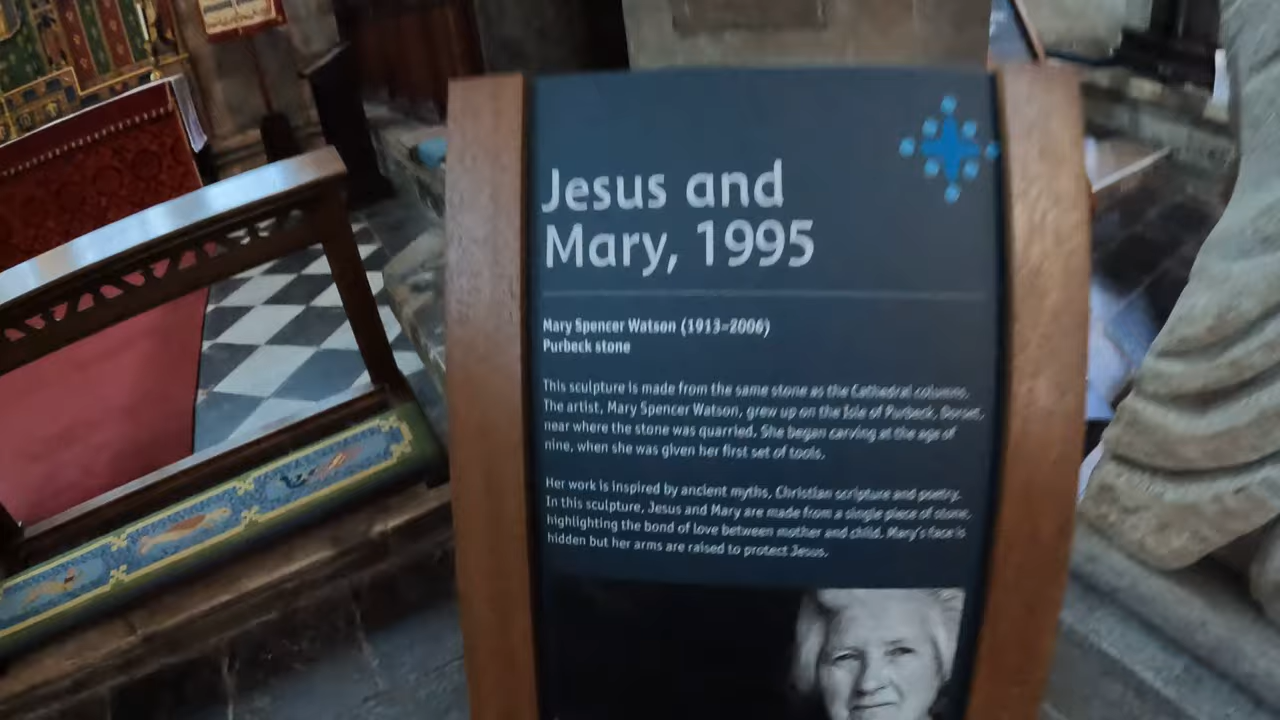 Jesus and
Mary, 1995
Mary Spencer Watson (1913–2006)
Purbeck stone
This sculpture is made from the same stone as the Cathedral columns.
The artist, Mary Spencer Watson, grew up on the Isle of Purbeck, Dorset,
near where the stone was quarried. She began carving at the age of
nine, when she was given her first set of tools.
Her work is inspired by ancient myths, Christian scripture and poetry.
In this sculpture, Jesus and Mary are made from a single piece of stone,
highlighting the bond of love between mother and child. Mary's face is
hidden but her arms are raised to protect Jesus.